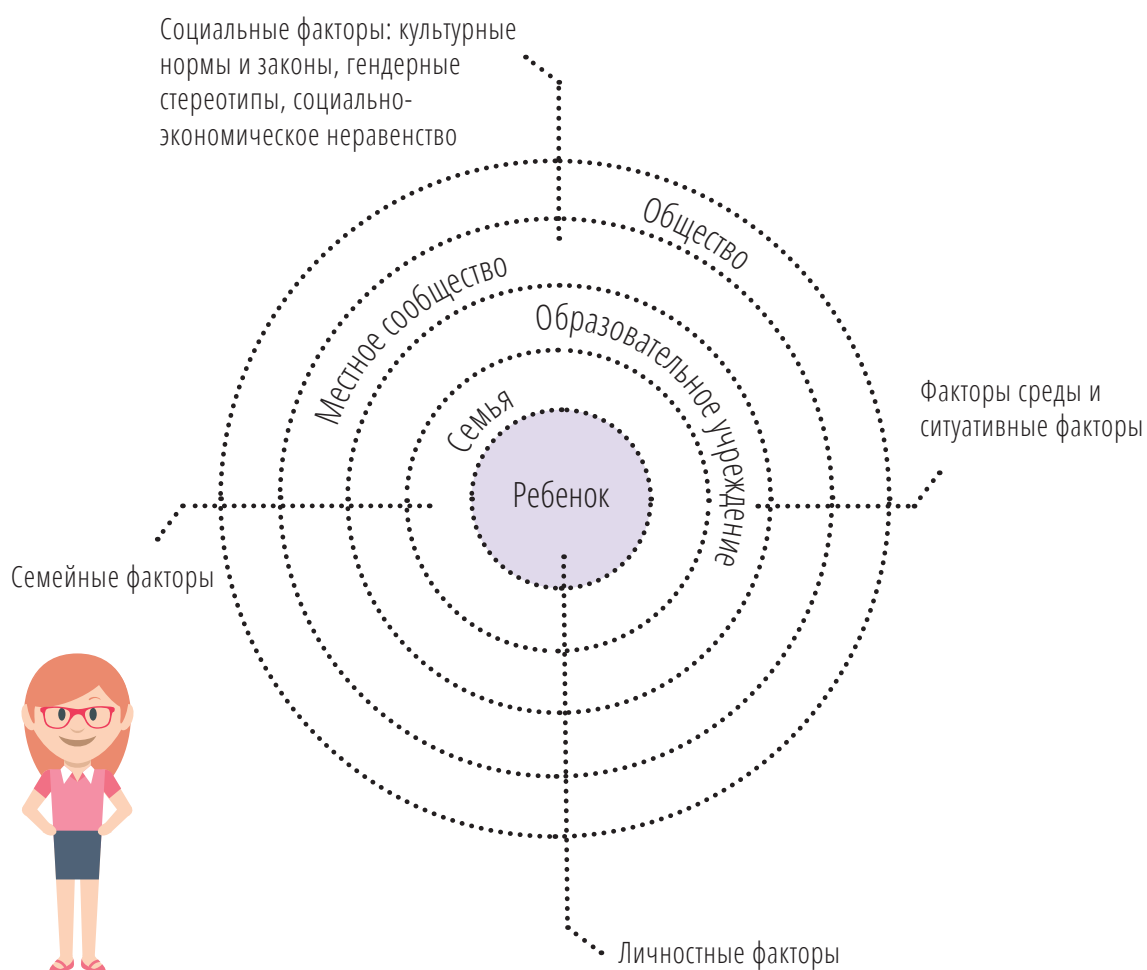 Социальные факторы: культурные
нормы и законы, гендерные
стереотипы, социально-
экономическое неравенство
Общество
Местное сообщество
Образовательное учреждение
Семья
Ребенок
Факторы среды и
ситуативные факторы
Семейные факторы
Личностные факторы